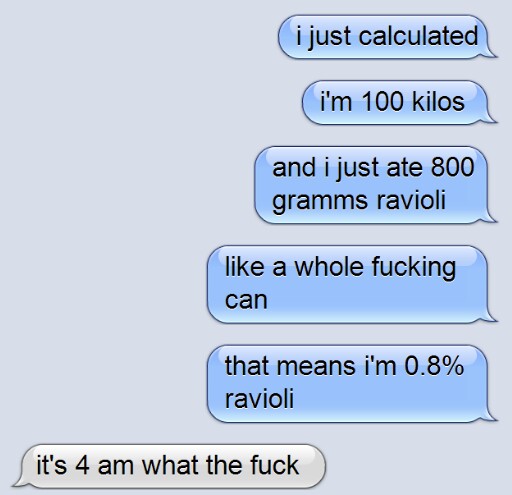 i just calculated
i'm 100 kilos
and i just ate 800
gramms ravioli
like a whole fucking
can
that means i'm 0.8%
ravioli
it's 4 am what the fuck